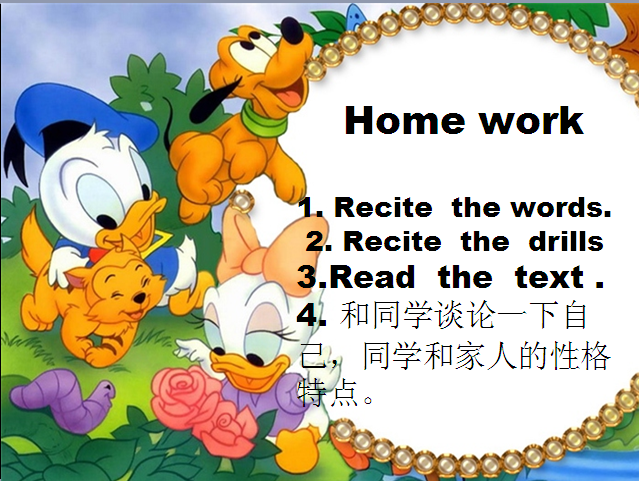 Home work
1. Recite the words.
2. Recite the drills
3.Read the text .
4. 和同学谈论一下自
己，同学和家人的性格
特点。